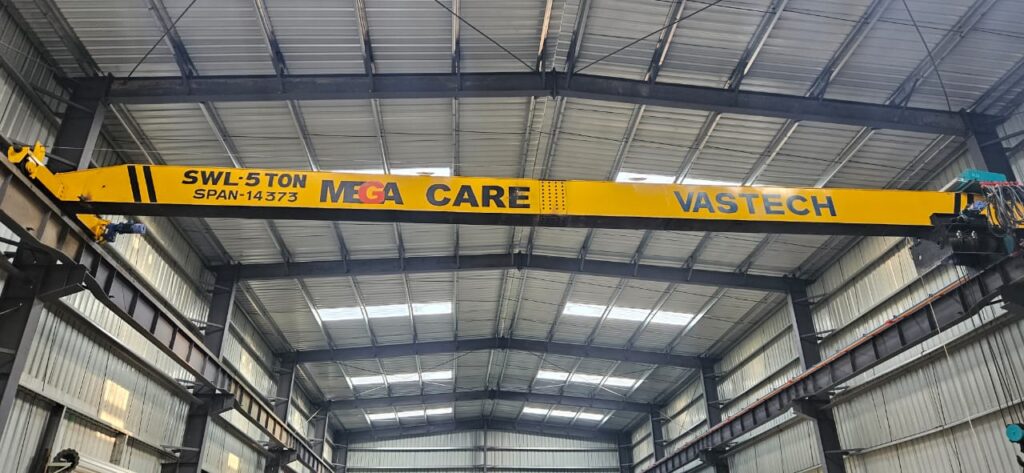 SWL-5 TON
SPAN-14373
MEGA CARE
VASTECH